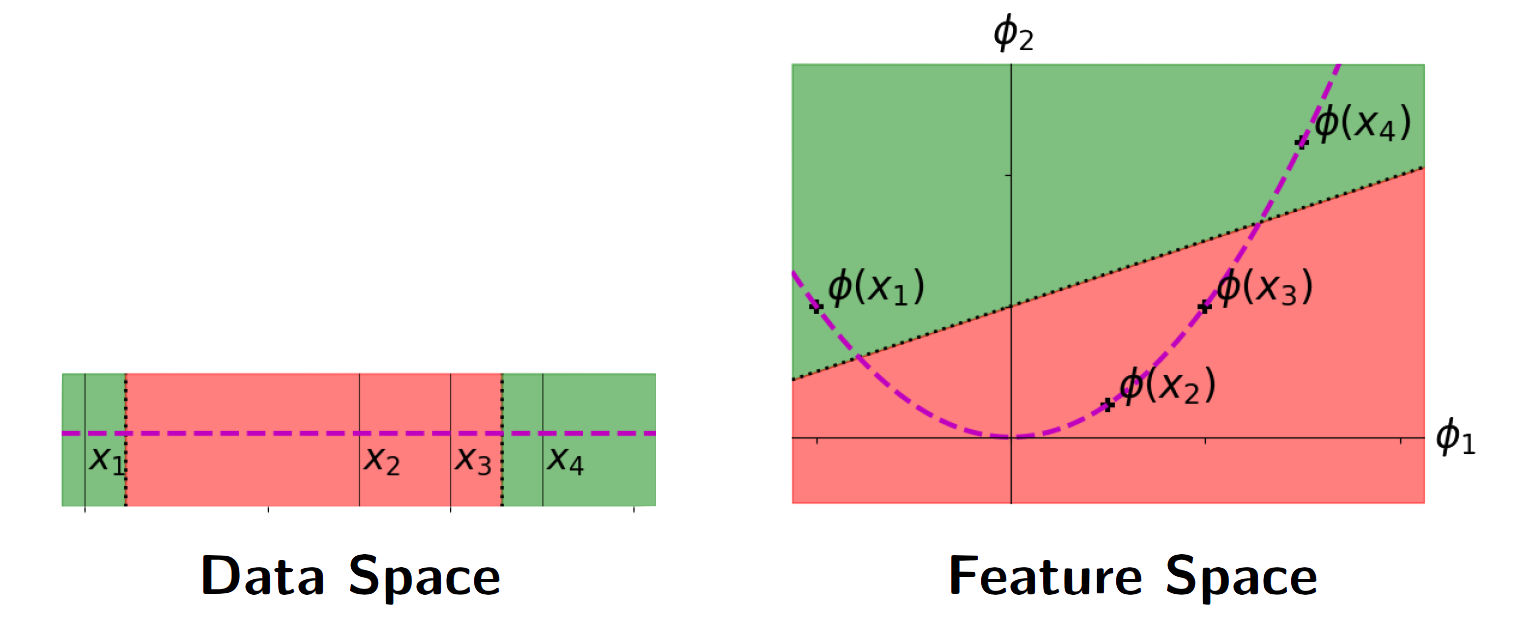 ϕ₂
ϕ(x₄)
ϕ(x₁)
ϕ(x₃)
ϕ(x₂)
ϕ₁
x₁
x₂
x₃
x₄
Data Space
Feature Space